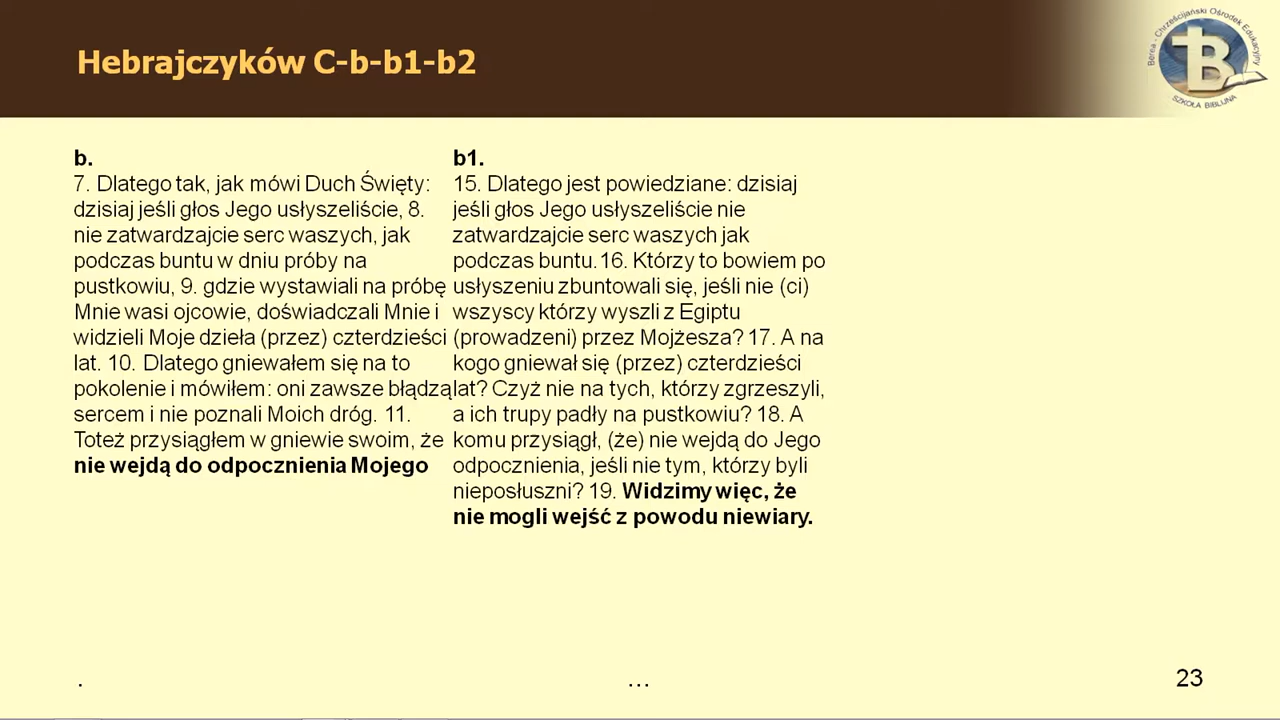 Hebrajczyków C-b-b1-b2
Berea - Chrześcijański Ośrodek Edukacyjny
B
SZKOŁA BIBLIJNA
b.
7. Dlatego tak, jak mówi Duch Święty:
dzisiaj jeśli głos Jego usłyszeliście, 8.
nie zatwardzajcie serc waszych, jak
podczas buntu w dniu próby na
pustkowiu, 9. gdzie wystawiali na próbę
Mnie wasi ojcowie, doświadczali Mnie i
widzieli Moje dzieła (przez) czterdzieści
lat. 10. Dlatego gniewałem się na to
pokolenie i mówiłem: oni zawsze błądzą
sercem i nie poznali Moich dróg. 11.
Toteż przysiągłem w gniewie swoim, że
nie wejdą do odpocznienia Mojego
b1.
15. Dlatego jest powiedziane: dzisiaj
jeśli głos Jego usłyszeliście nie
zatwardzajcie serc waszych jak
podczas buntu.16. Którzy to bowiem po
usłyszeniu zbuntowali się, jeśli nie (ci)
wszyscy którzy wyszli z Egiptu
(prowadzeni) przez Mojżesza? 17. A na
kogo gniewał się (przez) czterdzieści
lat? Czyż nie na tych, którzy zgrzeszyli,
a ich trupy padły na pustkowiu? 18. A
komu przysiągł, (że) nie wejdą do Jego
odpocznienia, jeśli nie tym, którzy byli
nieposłuszni? 19. Widzimy więc, że
nie mogli wejść z powodu niewiary.
.
...
23